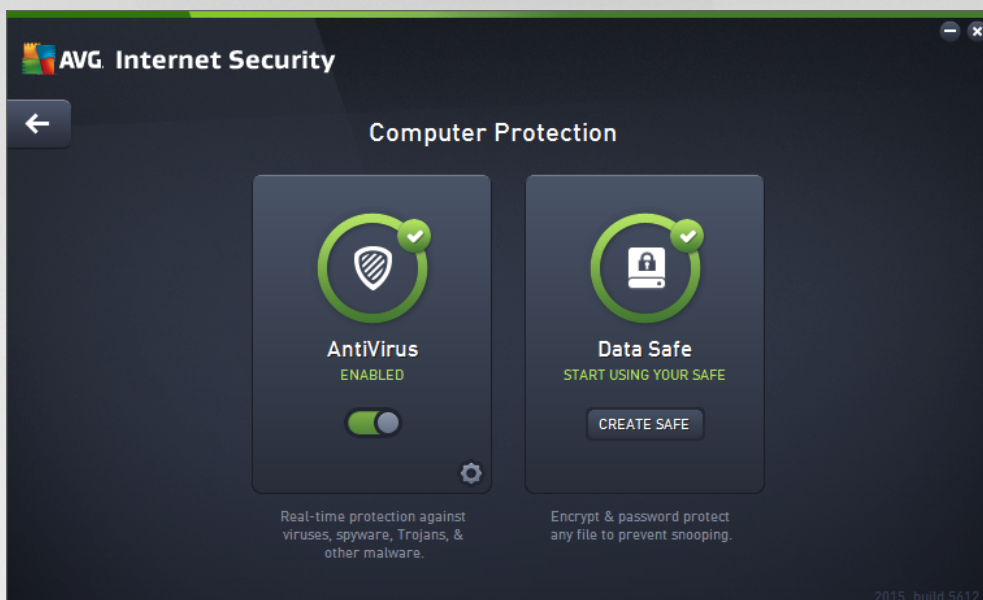 AVG. Internet Security
Computer Protection
AntiVirus
ENABLED
Real-time protection against
viruses, spyware, Trojans, &
other malware.
Data Safe
START USING YOUR SAFE
CREATE SAFE
Encrypt & password protect
any file to prevent snooping.
2015, build 5612